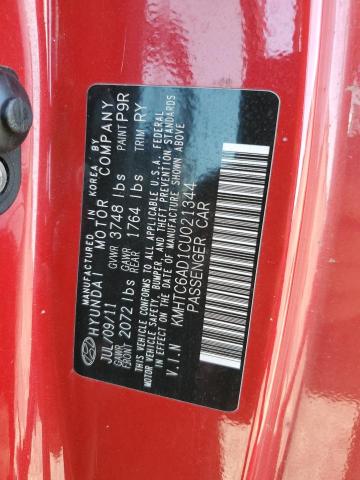 MANUFACTURED IN KOREA BY
HYUNDAI MOTOR COMPANY
JUL/09/11 GVWR 3748 lbs PAINT P9R
GAWR FRONT 2072 lbs GAWR REAR 1764 lbs TRIM RY
THIS VEHICLE CONFORMS TO ALL APPLICABLE U.S.A. FEDERAL
MOTOR VEHICLE SAFETY, BUMPER, AND THEFT PREVENTION STANDARDS
IN EFFECT ON THE DATE OF MANUFACTURE SHOWN ABOVE
V.I.N KMHTC6AD1CU021344
PASSENGER CAR